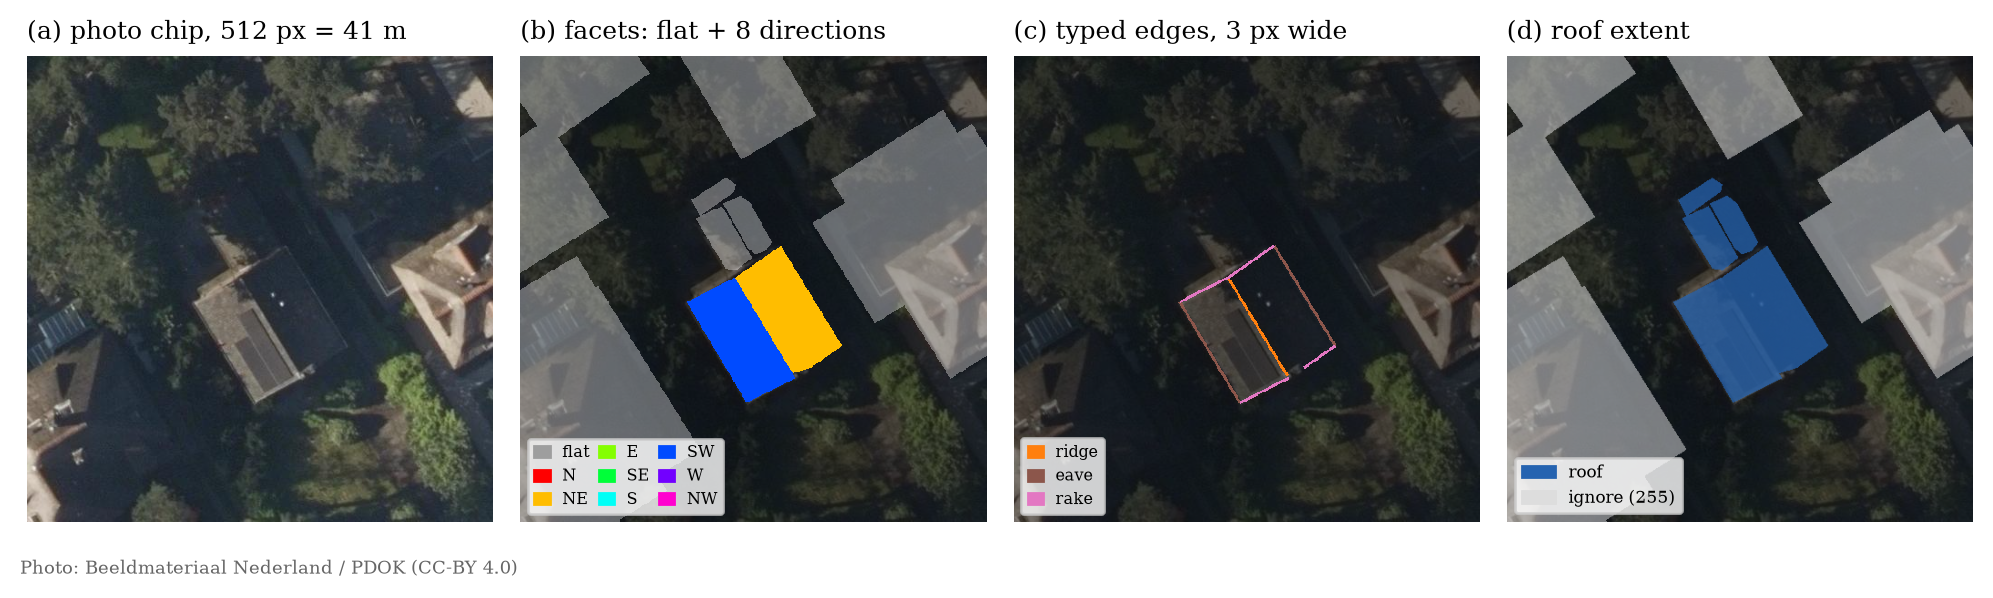 (a) photo chip, 512 px = 41 m
(b) facets: flat + 8 directions
(c) typed edges, 3 px wide
(d) roof extent
flat E SW
N SE W
NE S NW
ridge
eave
rake
roof
ignore (255)
Photo: Beeldmateriaal Nederland / PDOK (CC-BY 4.0)